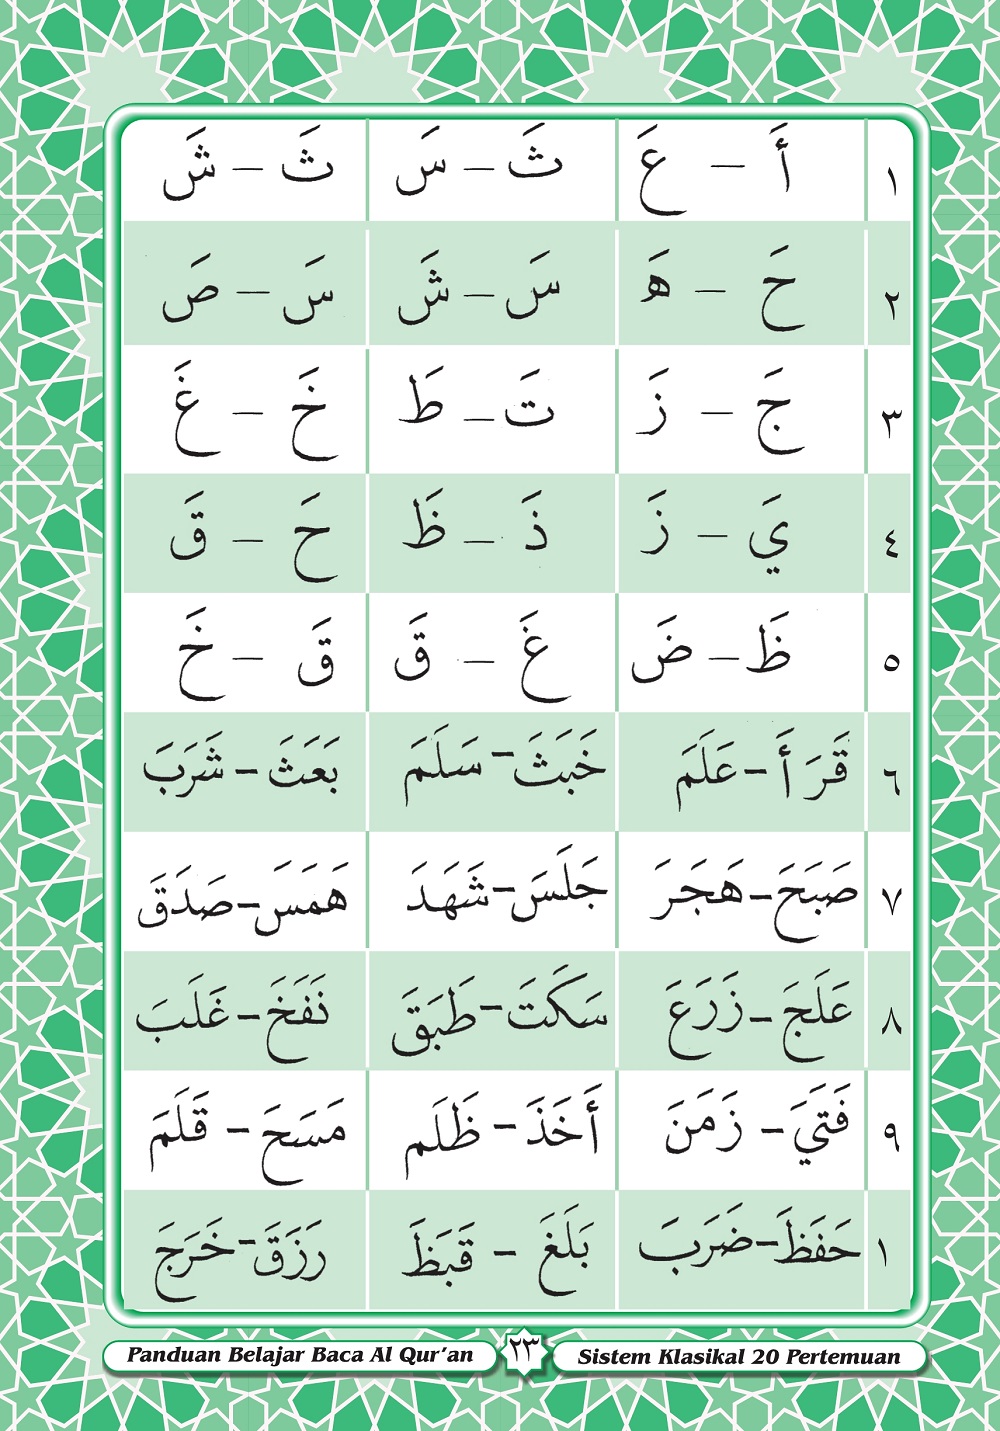 ١ أَ – عَ ثَ – سَ ثَ – شَ
٢ حَ – هَ سَ – شَ سَ – صَ
٣ جَ – زَ تَ – طَ خَ – غَ
٤ يَ – زَ ذَ – ظَ حَ – قَ
٥ ظَ – ضَ غَ – قَ قَ – خَ
٦ قَرَأَ – عَلَمَ خَبَثَ – سَلَمَ بَعَثَ – شَرَبَ
٧ صَبَحَ – هَجَرَ جَلَسَ – شَهَدَ هَمَسَ – صَدَقَ
٨ عَلَجَ – زَرَعَ سَكَتَ – طَبَقَ نَفَخَ – غَلَبَ
٩ فَتَيَ – زَمَنَ أَخَذَ – ظَلَم مَسَحَ – قَلَمَ
١ حَفَظَ – ضَرَبَ بَلَغَ – قَبَظَ رَزَقَ – خَرَجَ
Panduan Belajar Baca Al Qur'an ٢٣ Sistem Klasikal 20 Pertemuan